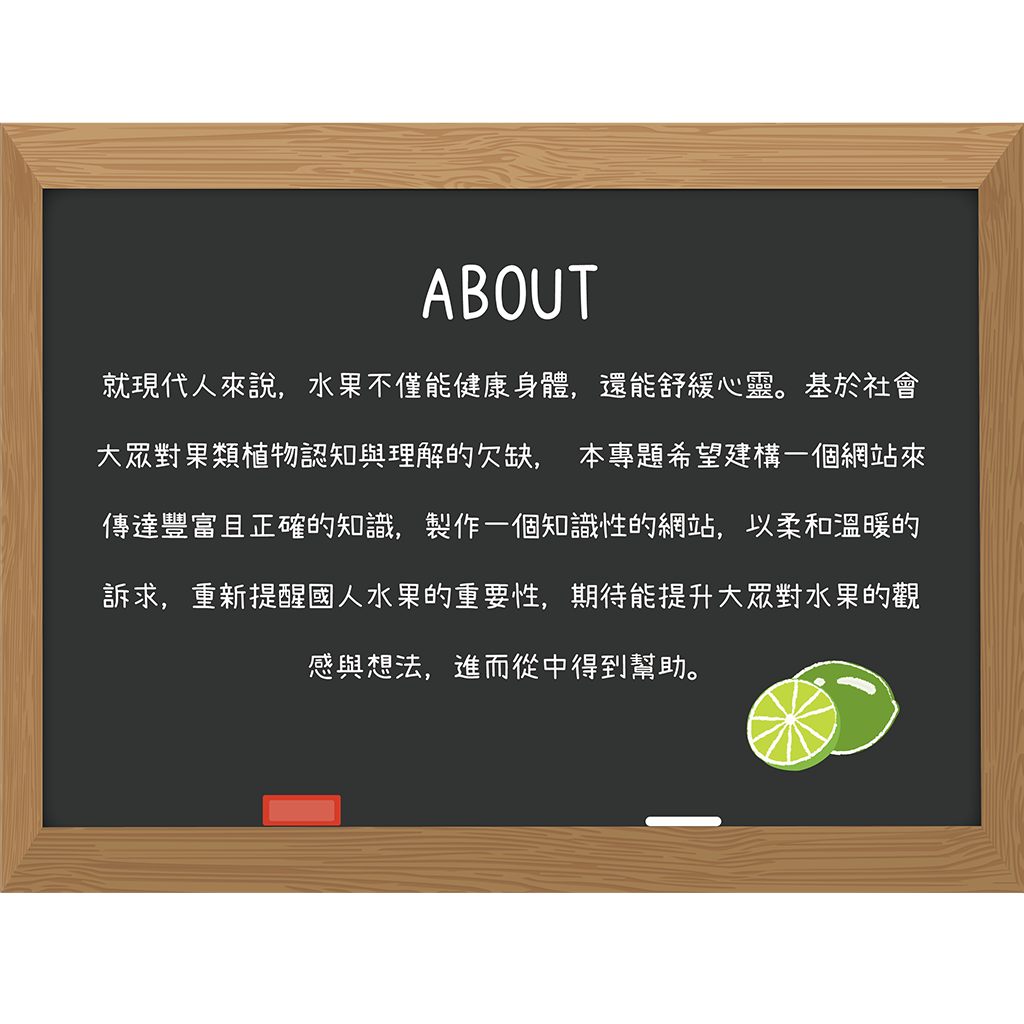 ABOUT
就現代人來說，水果不僅能健康身體，還能舒緩心靈。基於社會
大眾對果類植物認知與理解的欠缺， 本專題希望建構一個網站來
傳達豐富且正確的知識，製作一個知識性的網站，以柔和溫暖的
訴求，重新提醒國人水果的重要性，期待能提升大眾對水果的觀
感與想法，進而從中得到幫助。